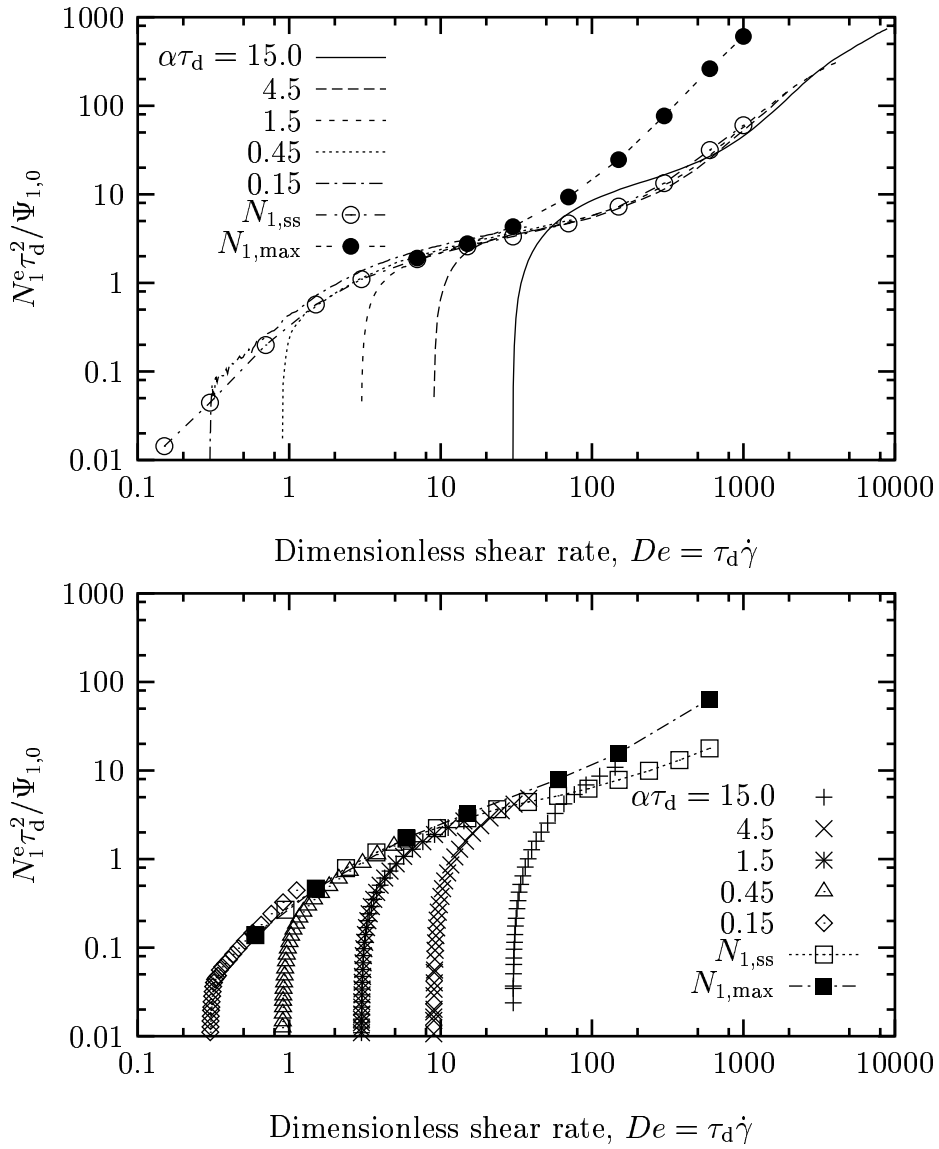 1000
100
10
1
0.1
0.01
N₁ᵉτd²/Ψ₁,₀
ατd = 15.0
4.5
1.5
0.45
0.15
N₁,ss
N₁,max
0.1 1 10 100 1000 10000
Dimensionless shear rate, De = τdγ̇
1000
100
10
1
0.1
0.01
N₁ᵉτd²/Ψ₁,₀
ατd = 15.0
4.5
1.5
0.45
0.15
N₁,ss
N₁,max
0.1 1 10 100 1000 10000
Dimensionless shear rate, De = τdγ̇